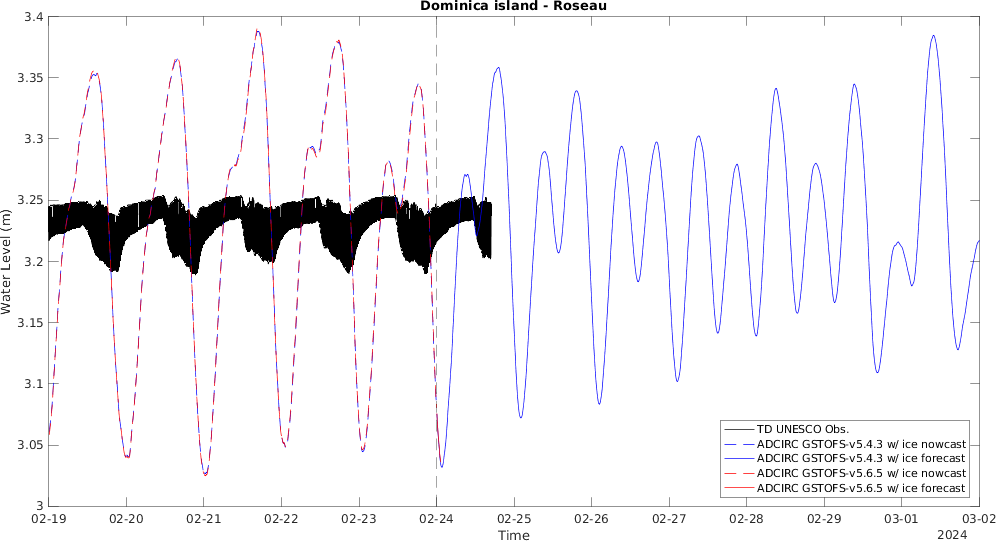 Dominica island - Roseau
3.4
3.35
3.3
3.25
3.2
3.15
3.1
3.05
3
Water Level (m)
TD UNESCO Obs.
ADCIRC GSTOFS-v5.4.3 w/ ice nowcast
ADCIRC GSTOFS-v5.4.3 w/ ice forecast
ADCIRC GSTOFS-v5.6.5 w/ ice nowcast
ADCIRC GSTOFS-v5.6.5 w/ ice forecast
02-19 02-20 02-21 02-22 02-23 02-24 02-25 02-26 02-27 02-28 02-29 03-01 03-02
Time
2024